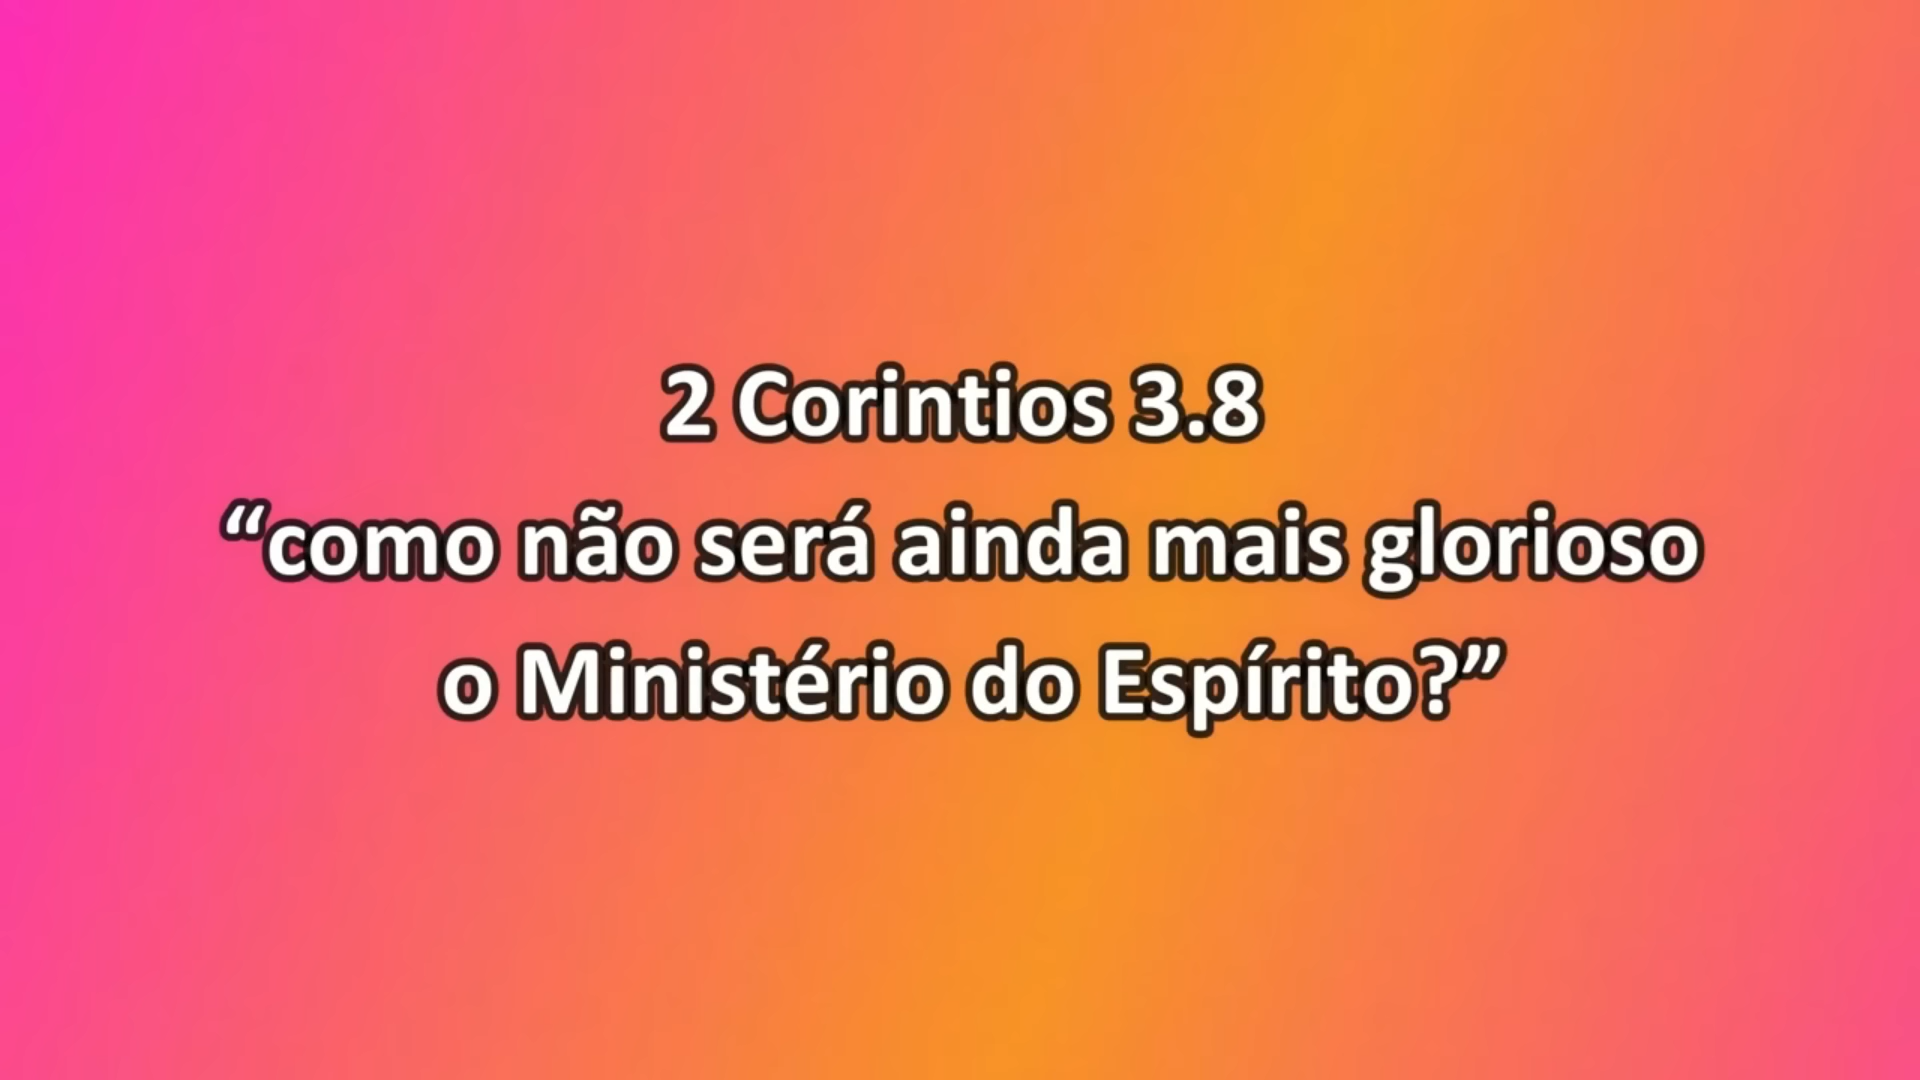 2 Corintios 3.8
“como não será ainda mais glorioso
o Ministério do Espírito?”